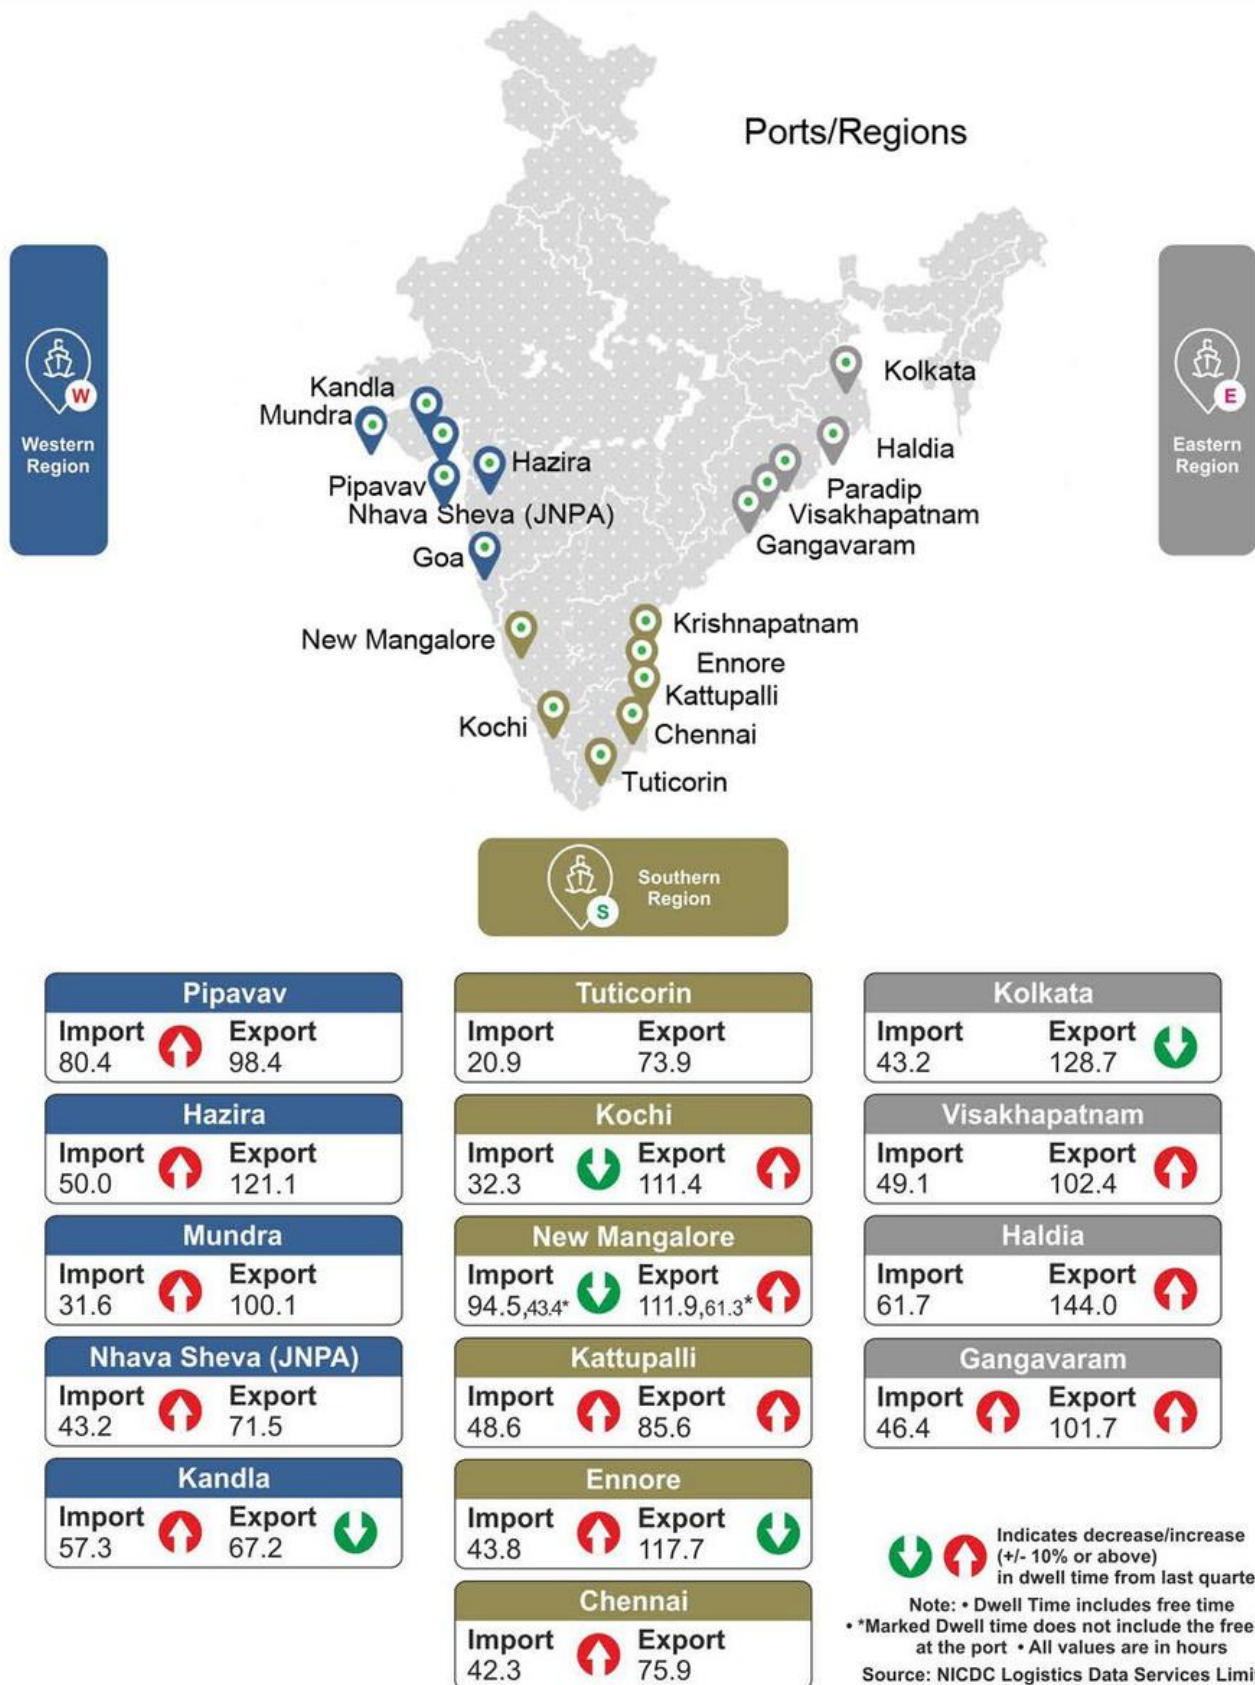 Ports/Regions
W
Western
Region
E
Eastern
Region
Kandla
Mundra
Pipavav
Hazira
Nhava Sheva (JNPA)
Goa
New Mangalore
Kochi
Kolkata
Haldia
Paradip
Visakhapatnam
Gangavaram
Krishnapatnam
Ennore
Kattupalli
Chennai
Tuticorin
S
Southern
Region
Pipavav
Import Export
80.4 98.4
Hazira
Import Export
50.0 121.1
Mundra
Import Export
31.6 100.1
Nhava Sheva (JNPA)
Import Export
43.2 71.5
Kandla
Import Export
57.3 67.2
Tuticorin
Import Export
20.9 73.9
Kochi
Import Export
32.3 111.4
New Mangalore
Import Export
94.5,43.4* 111.9,61.3*
Kattupalli
Import Export
48.6 85.6
Ennore
Import Export
43.8 117.7
Chennai
Import Export
42.3 75.9
Kolkata
Import Export
43.2 128.7
Visakhapatnam
Import Export
49.1 102.4
Haldia
Import Export
61.7 144.0
Gangavaram
Import Export
46.4 101.7
Indicates decrease/increase
(+/- 10% or above)
in dwell time from last quarte
Note: • Dwell Time includes free time
• *Marked Dwell time does not include the free
at the port • All values are in hours
Source: NICDC Logistics Data Services Limi